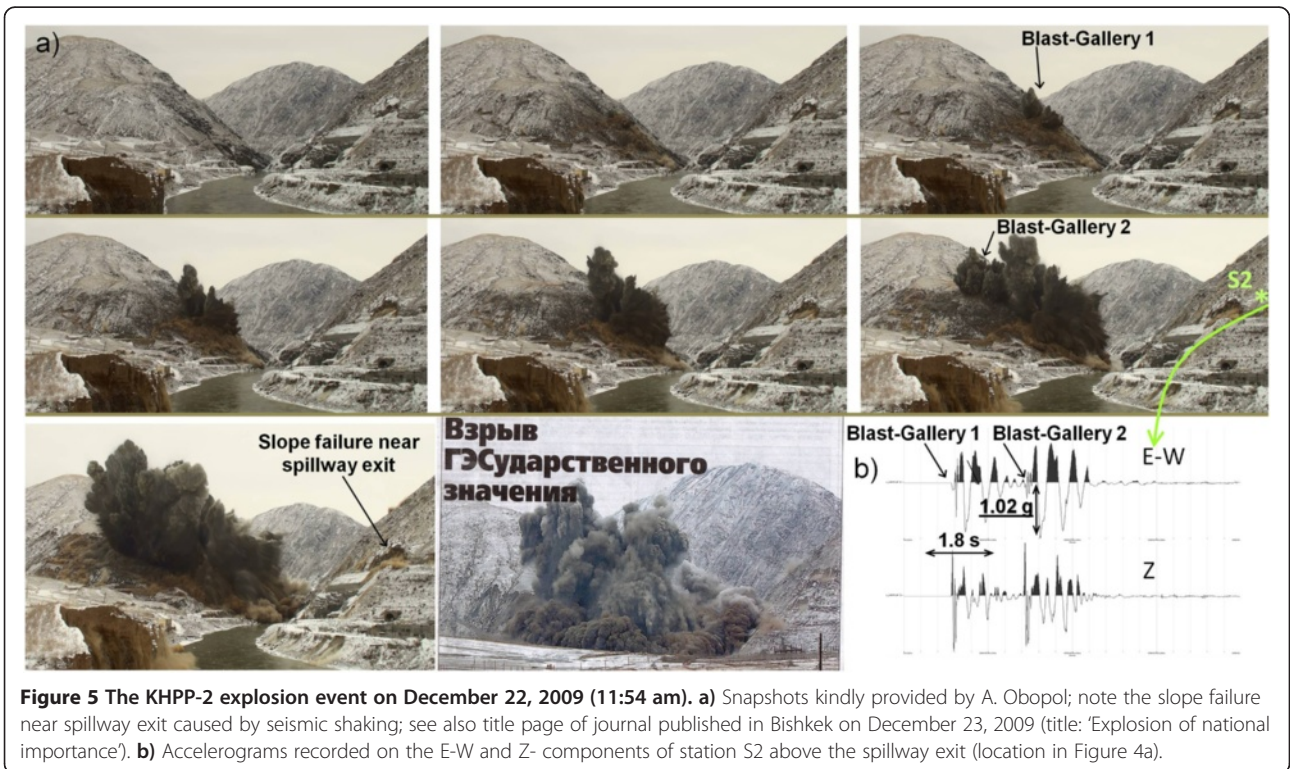 a)
Blast-Gallery 1
Blast-Gallery 2
S2
*
Slope failure near
spillway exit
Взрыв
ГЭСударственного
значения
b)
Blast-Gallery 1
Blast-Gallery 2
E-W
1.02 g
1.8 s
Z
Figure 5 The KHPP-2 explosion event on December 22, 2009 (11:54 am). a) Snapshots kindly provided by A. Obopol; note the slope failure
near spillway exit caused by seismic shaking; see also title page of journal published in Bishkek on December 23, 2009 (title: ‘Explosion of national
importance’). b) Accelerograms recorded on the E-W and Z- components of station S2 above the spillway exit (location in Figure 4a).